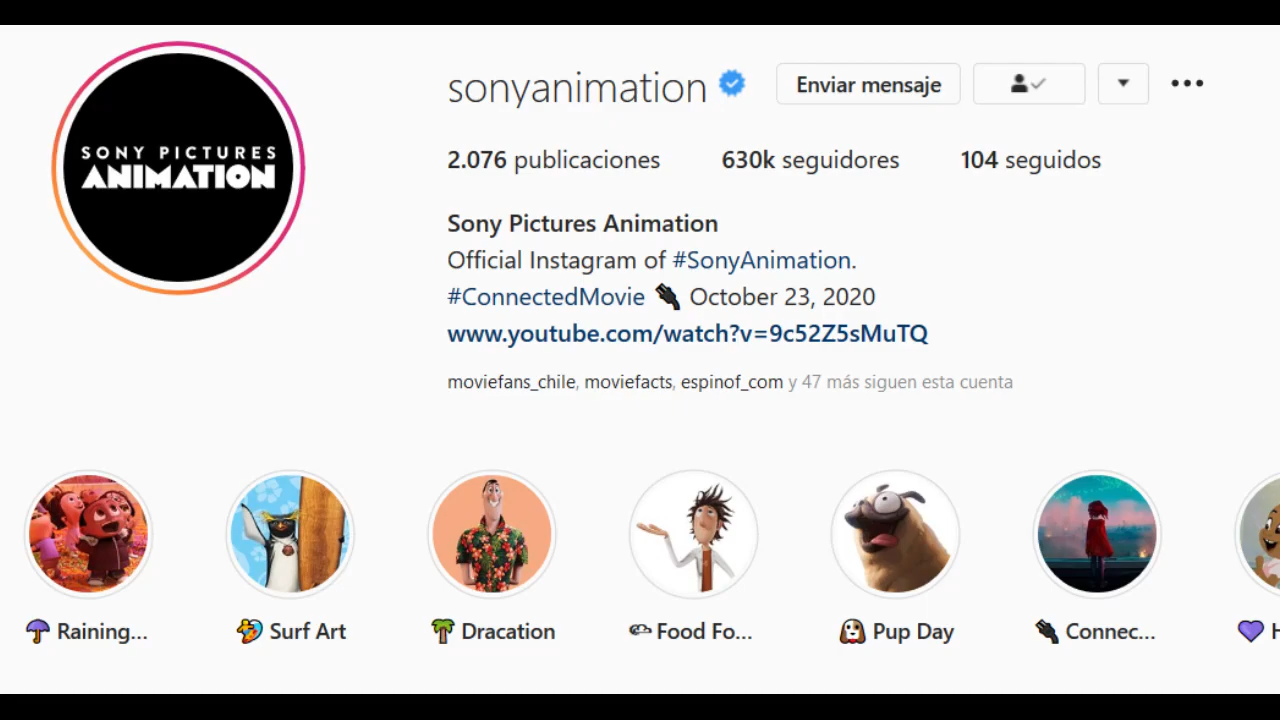 SONY PICTURES
ANIMATION
sonyanimation
Enviar mensaje
2.076 publicaciones 630k seguidores 104 seguidos
Sony Pictures Animation
Official Instagram of #SonyAnimation.
#ConnectedMovie October 23, 2020
www.youtube.com/watch?v=9c52Z5sMuTQ
moviefans_chile, moviefacts, espinof_com y 47 más siguen esta cuenta
Raining... Surf Art Dracation Food Fo... Pup Day Connec...